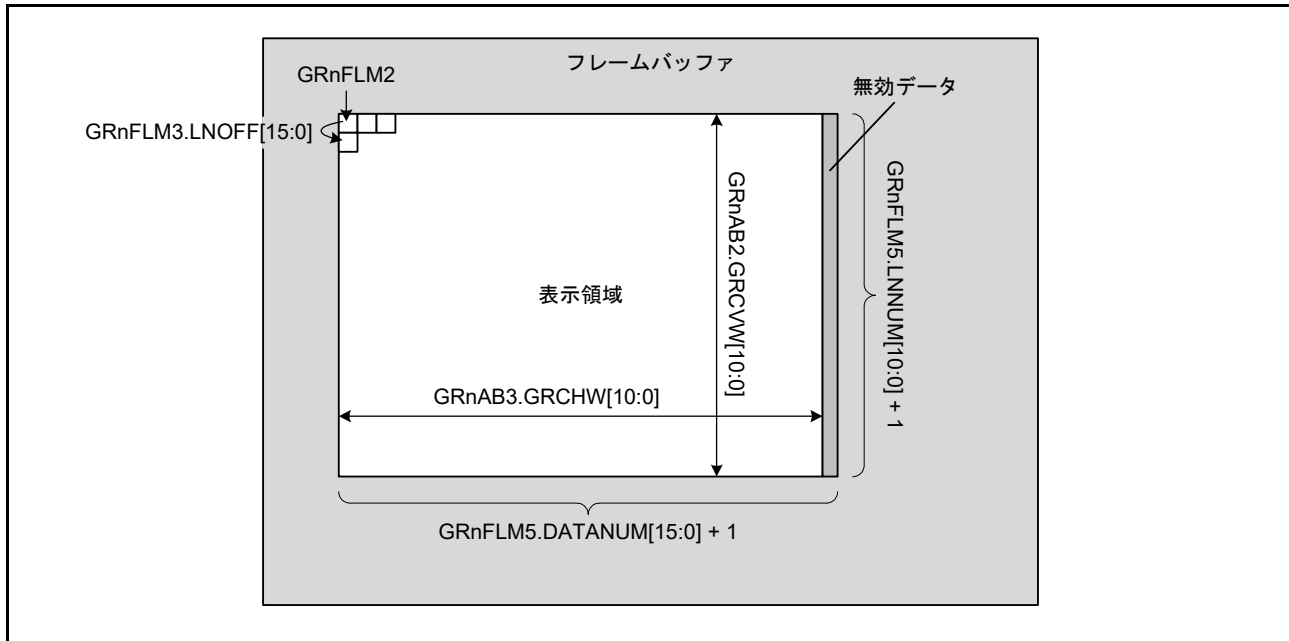 フレームバッファ
GRnFLM2
無効データ
GRnFLM3.LNOFF[15:0]
GRnAB2.GRCVW[10:0]
GRnFLM5.LNNUM[10:0] + 1
表示領域
GRnAB3.GRCHW[10:0]
GRnFLM5.DATANUM[15:0] + 1